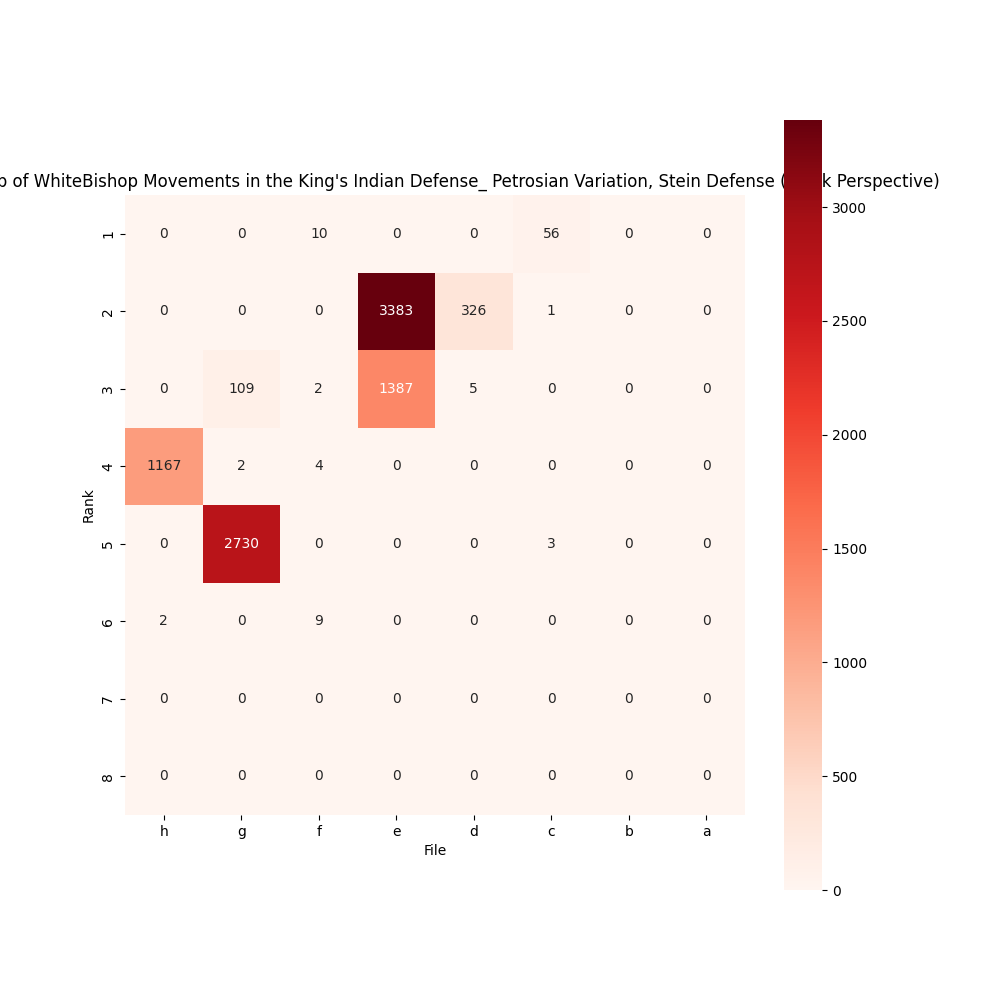 of WhiteBishop Movements in the King's Indian Defense_ Petrosian Variation, Stein Defense ( Perspective)
3000
1 0 0 10 0 0 56 0 0
2 0 0 0 3383 326 1 0 0
2500
3 0 109 2 1387 5 0 0 0
2000
4 1167 2 4 0 0 0 0 0
Rank
5 0 2730 0 0 0 3 0 0
1500
6 2 0 9 0 0 0 0 0
1000
7 0 0 0 0 0 0 0 0
8 0 0 0 0 0 0 0 0
500
h g f e d c b a
File
0